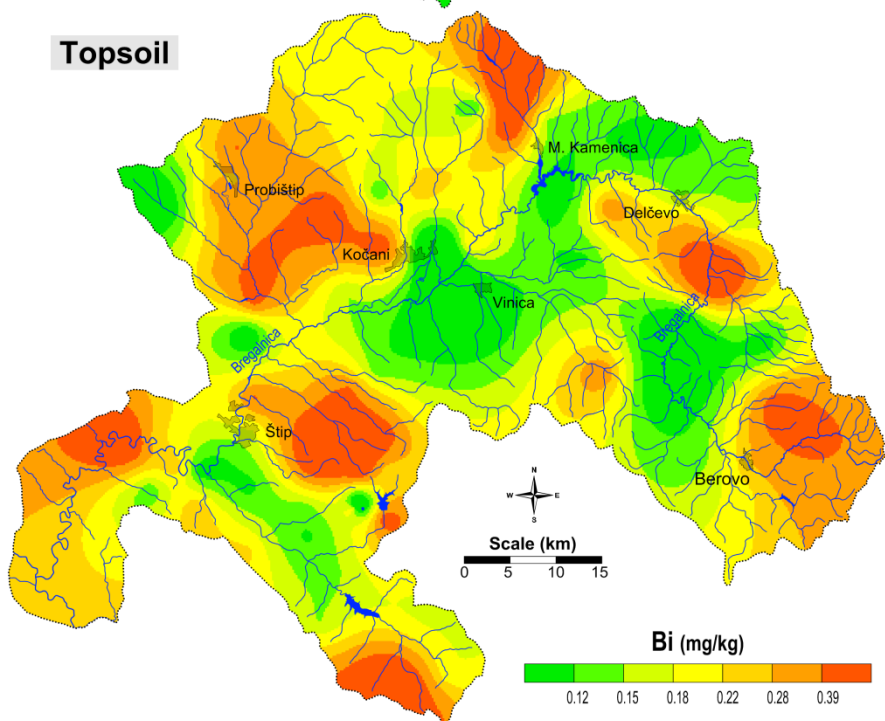 Topsoil
M. Kamenica
Probištip
Delčevo
Kočani
Vinica
Bregalnica
Bregalnica
Štip
Berovo
N
W E
S
Scale (km)
0 5 10 15
Bi (mg/kg)
0.12 0.15 0.18 0.22 0.28 0.39